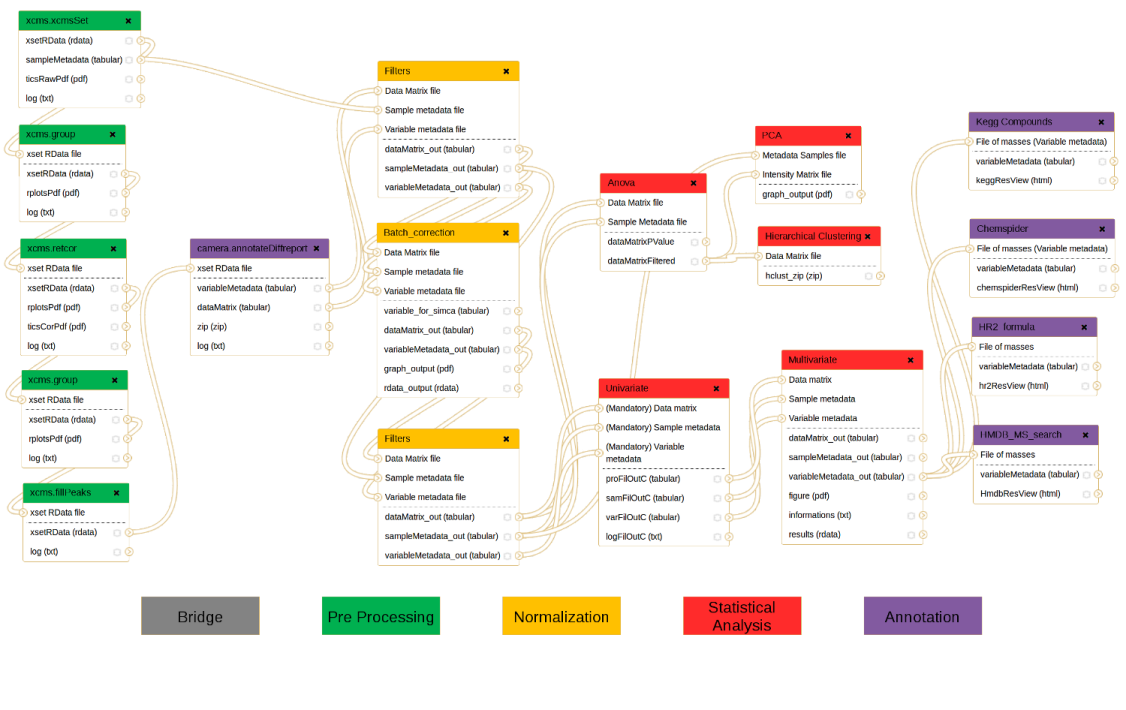 xcms.xcmsSet
xsetRData (rdata)
sampleMetadata (tabular)
ticsRawPdf (pdf)
log (txt)
xcms.group
xset RData file
xsetRData (rdata)
rplotsPdf (pdf)
log (txt)
xcms.retcor
xset RData file
xsetRData (rdata)
rplotsPdf (pdf)
ticsCorPdf (pdf)
log (txt)
xcms.group
xset RData file
xsetRData (rdata)
rplotsPdf (pdf)
log (txt)
xcms.fillPeaks
xset RData file
xsetRData (rdata)
log (txt)
camera.annotateDiffreport
xset RData file
variableMetadata (tabular)
dataMatrix (tabular)
zip (zip)
log (txt)
Filters
Data Matrix file
Sample metadata file
Variable metadata file
dataMatrix_out (tabular)
sampleMetadata_out (tabular)
variableMetadata_out (tabular)
Batch_correction
Data Matrix file
Sample metadata file
Variable metadata file
variable_for_simca (tabular)
dataMatrix_out (tabular)
variableMetadata_out (tabular)
graph_output (pdf)
rdata_output (rdata)
Filters
Data Matrix file
Sample metadata file
Variable metadata file
dataMatrix_out (tabular)
sampleMetadata_out (tabular)
variableMetadata_out (tabular)
Anova
Data Matrix file
Sample Metadata file
dataMatrixPValue
dataMatrixFiltered
Univariate
(Mandatory) Data matrix
(Mandatory) Sample metadata
(Mandatory) Variable
metadata
proFilOutC (tabular)
samFilOutC (tabular)
varFilOutC (tabular)
logFilOutC (txt)
PCA
Metadata Samples file
Intensity Matrix file
graph_output (pdf)
Hierarchical Clustering
Data Matrix file
hclust_zip (zip)
Multivariate
Data matrix
Sample metadata
Variable metadata
dataMatrix_out (tabular)
sampleMetadata_out (tabular)
variableMetadata_out (tabular)
figure (pdf)
informations (txt)
results (rdata)
Kegg Compounds
File of masses (Variable metadata)
variableMetadata (tabular)
keggResView (html)
Chemspider
File of masses (Variable metadata)
variableMetadata (tabular)
chemspiderResView (html)
HR2 formula
File of masses
variableMetadata (tabular)
hr2ResView (html)
HMDB_MS_search
File of masses
variableMetadata (tabular)
HmdbResView (html)
Bridge
Pre Processing
Normalization
Statistical
Analysis
Annotation